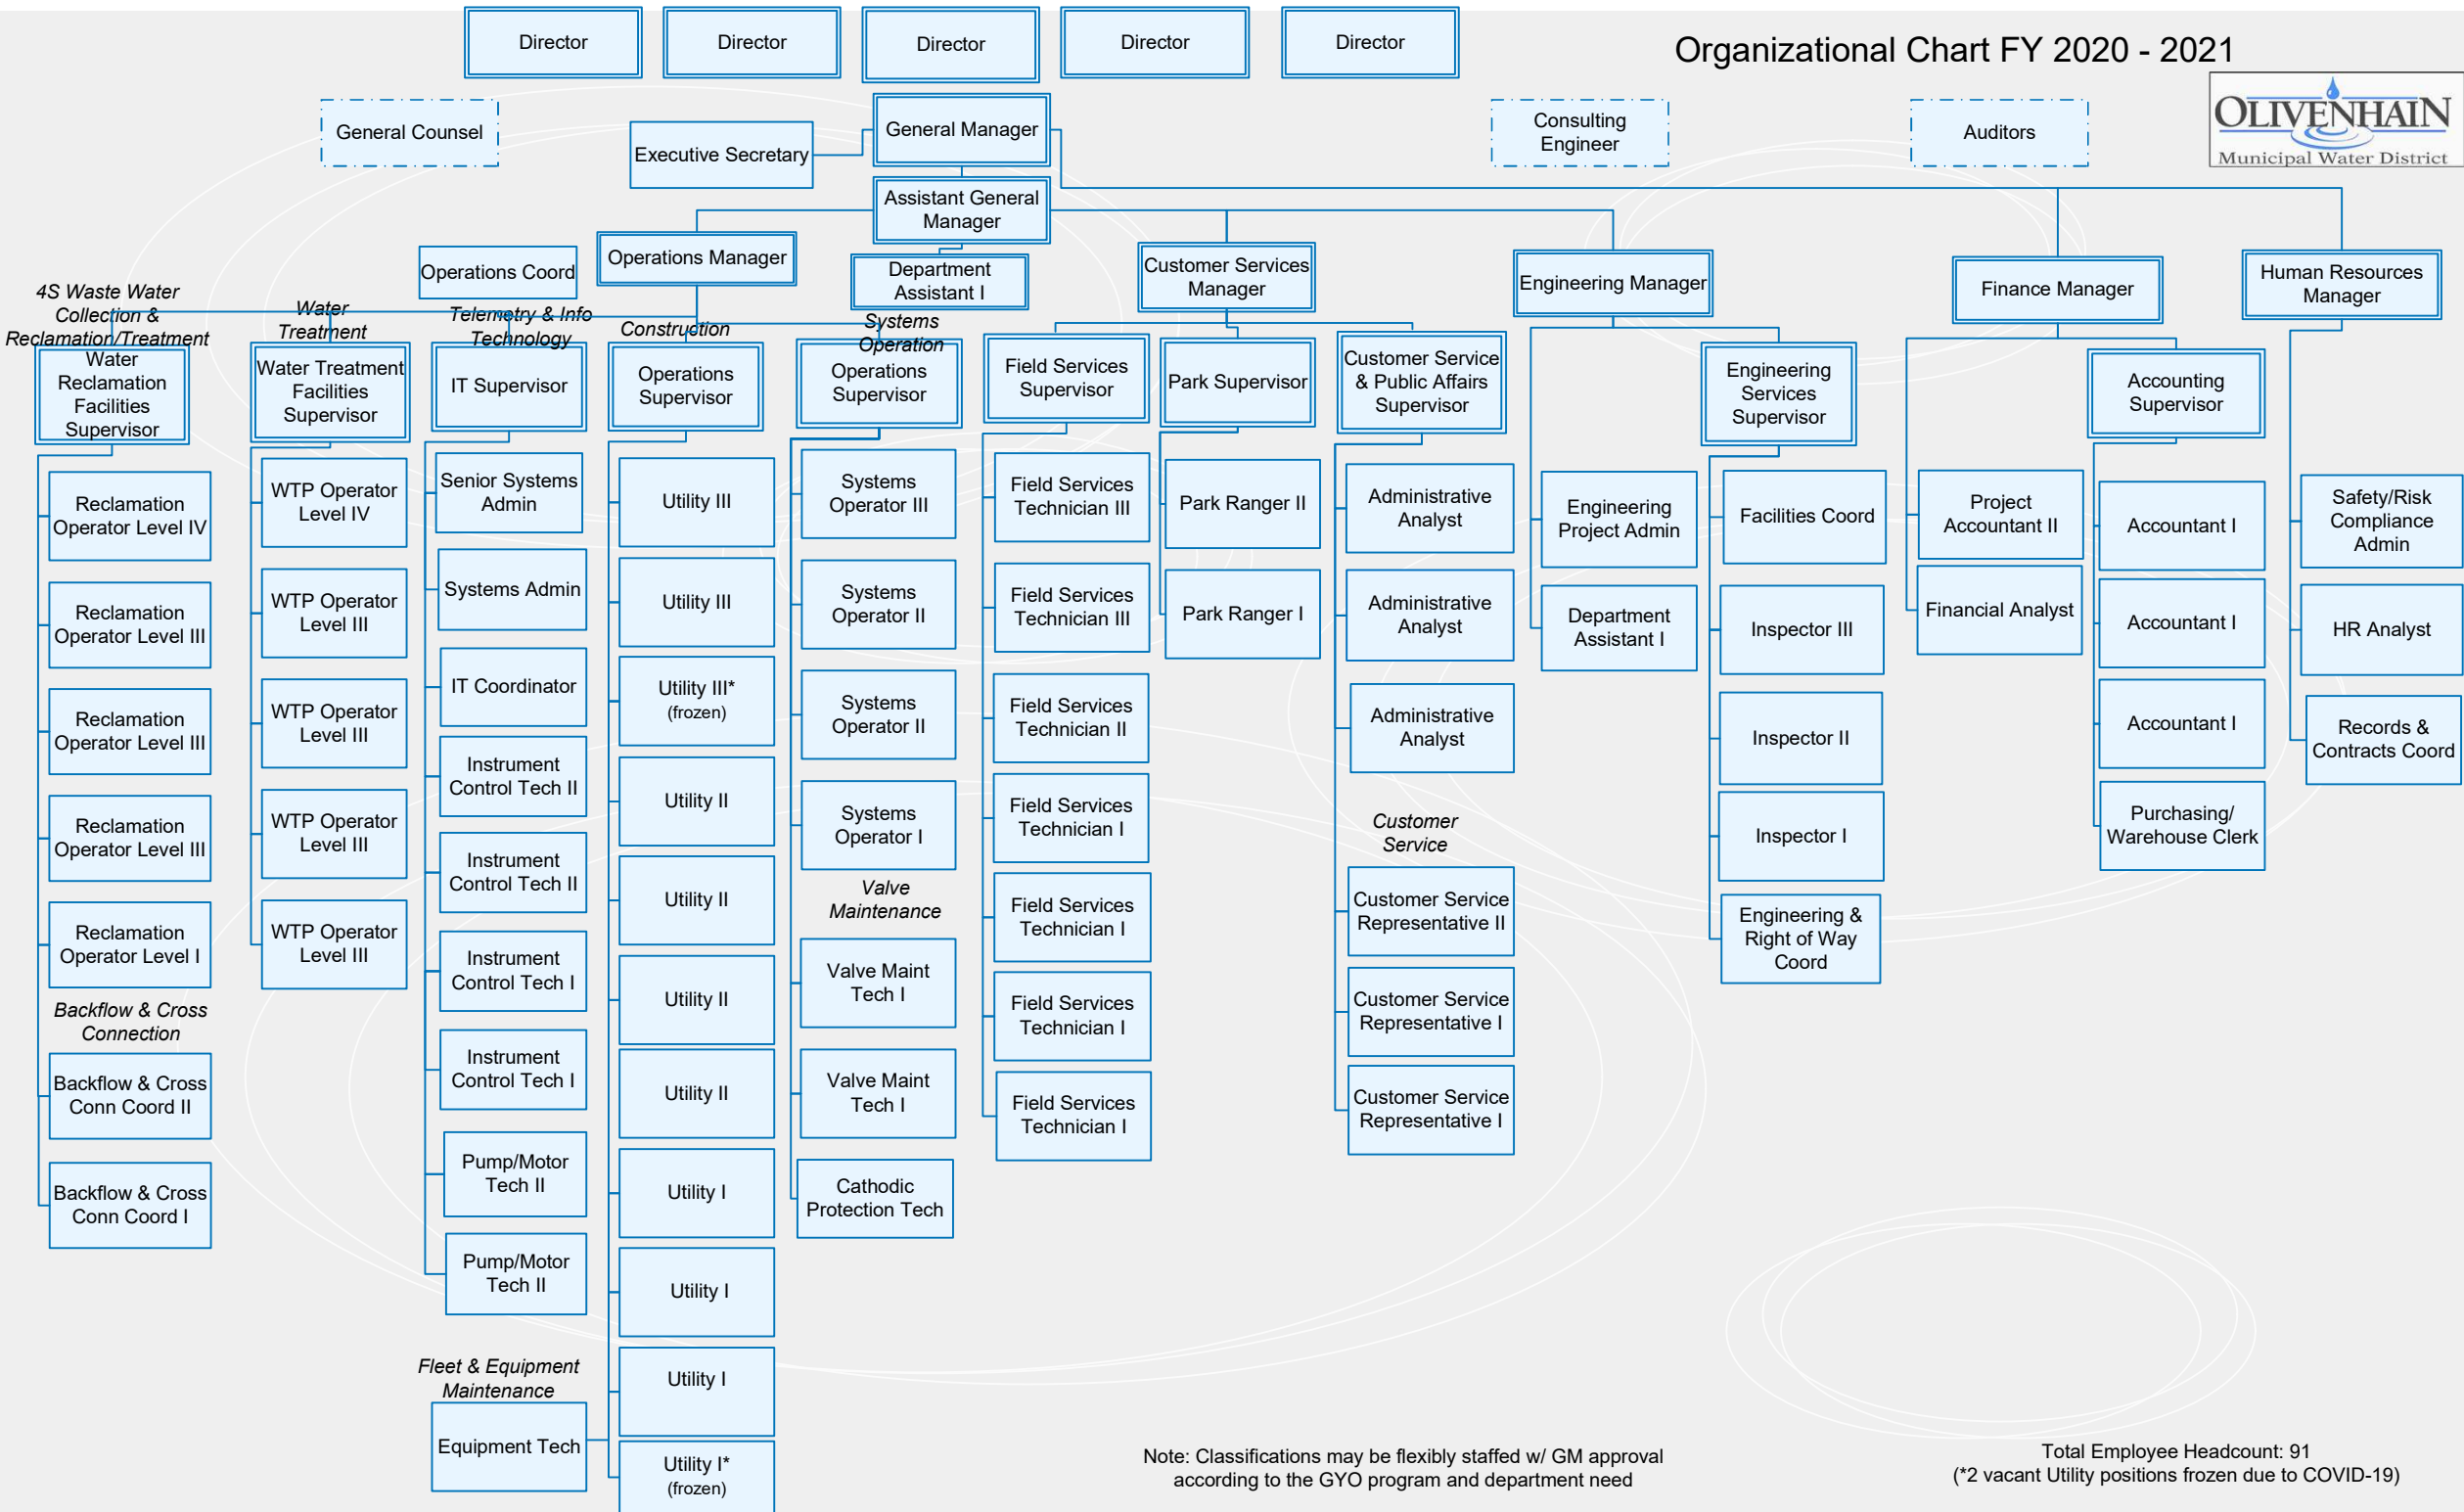 Director
Director
Director
Director
Director
Organizational Chart FY 2020 - 2021
OLIVENHAIN
Municipal Water District
General Counsel
General Manager
Executive Secretary
Consulting
Engineer
Auditors
Assistant General
Manager
Operations Coord
Operations Manager
Department
Assistant I
Customer Services
Manager
Engineering Manager
Finance Manager
Human Resources
Manager
4S Waste Water
Collection &
Reclamation/Treatment
Water
Reclamation
Facilities
Supervisor
Reclamation
Operator Level IV
Reclamation
Operator Level III
Reclamation
Operator Level III
Reclamation
Operator Level III
Reclamation
Operator Level I
Backflow & Cross
Connection
Backflow & Cross
Conn Coord II
Backflow & Cross
Conn Coord I
Water
Treatment
Water Treatment
Facilities
Supervisor
WTP Operator
Level IV
WTP Operator
Level III
WTP Operator
Level III
WTP Operator
Level III
WTP Operator
Level III
Telemetry & Info
Technology
IT Supervisor
Senior Systems
Admin
Systems Admin
IT Coordinator
Instrument
Control Tech II
Instrument
Control Tech II
Instrument
Control Tech I
Instrument
Control Tech I
Pump/Motor
Tech II
Pump/Motor
Tech II
Fleet & Equipment
Maintenance
Equipment Tech
Construction
Operations
Supervisor
Utility III
Utility III
Utility III*
(frozen)
Utility II
Utility II
Utility II
Utility II
Utility I
Utility I
Utility I
Utility I*
(frozen)
Systems
Operation
Operations
Supervisor
Systems
Operator III
Systems
Operator II
Systems
Operator II
Systems
Operator I
Valve
Maintenance
Valve Maint
Tech I
Valve Maint
Tech I
Cathodic
Protection Tech
Field Services
Supervisor
Field Services
Technician III
Field Services
Technician III
Field Services
Technician II
Field Services
Technician I
Field Services
Technician I
Field Services
Technician I
Field Services
Technician I
Park Supervisor
Park Ranger II
Park Ranger I
Customer Service
& Public Affairs
Supervisor
Administrative
Analyst
Administrative
Analyst
Administrative
Analyst
Customer
Service
Customer Service
Representative II
Customer Service
Representative I
Customer Service
Representative I
Engineering
Project Admin
Department
Assistant I
Engineering
Services
Supervisor
Facilities Coord
Inspector III
Inspector II
Inspector I
Engineering &
Right of Way
Coord
Project
Accountant II
Financial Analyst
Accounting
Supervisor
Accountant I
Accountant I
Accountant I
Purchasing/
Warehouse Clerk
Safety/Risk
Compliance
Admin
HR Analyst
Records &
Contracts Coord
Note: Classifications may be flexibly staffed w/ GM approval
according to the GYO program and department need
Total Employee Headcount: 91
(*2 vacant Utility positions frozen due to COVID-19)